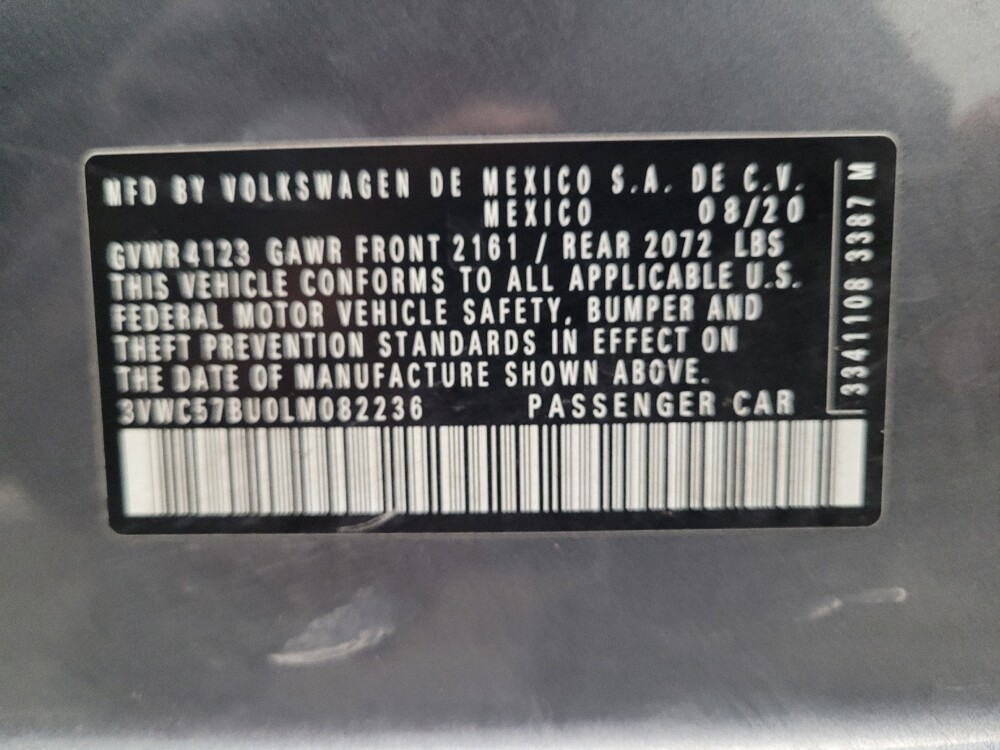 MFD BY VOLKSWAGEN DE MEXICO S.A. DE C.V.
MEXICO 08/20
GVWR4123 GAWR FRONT 2161 / REAR 2072 LBS
THIS VEHICLE CONFORMS TO ALL APPLICABLE U.S.
FEDERAL MOTOR VEHICLE SAFETY, BUMPER AND
THEFT PREVENTION STANDARDS IN EFFECT ON
THE DATE OF MANUFACTURE SHOWN ABOVE.
3VWC57BU0LM082236 PASSENGER CAR
3341108 3387 M